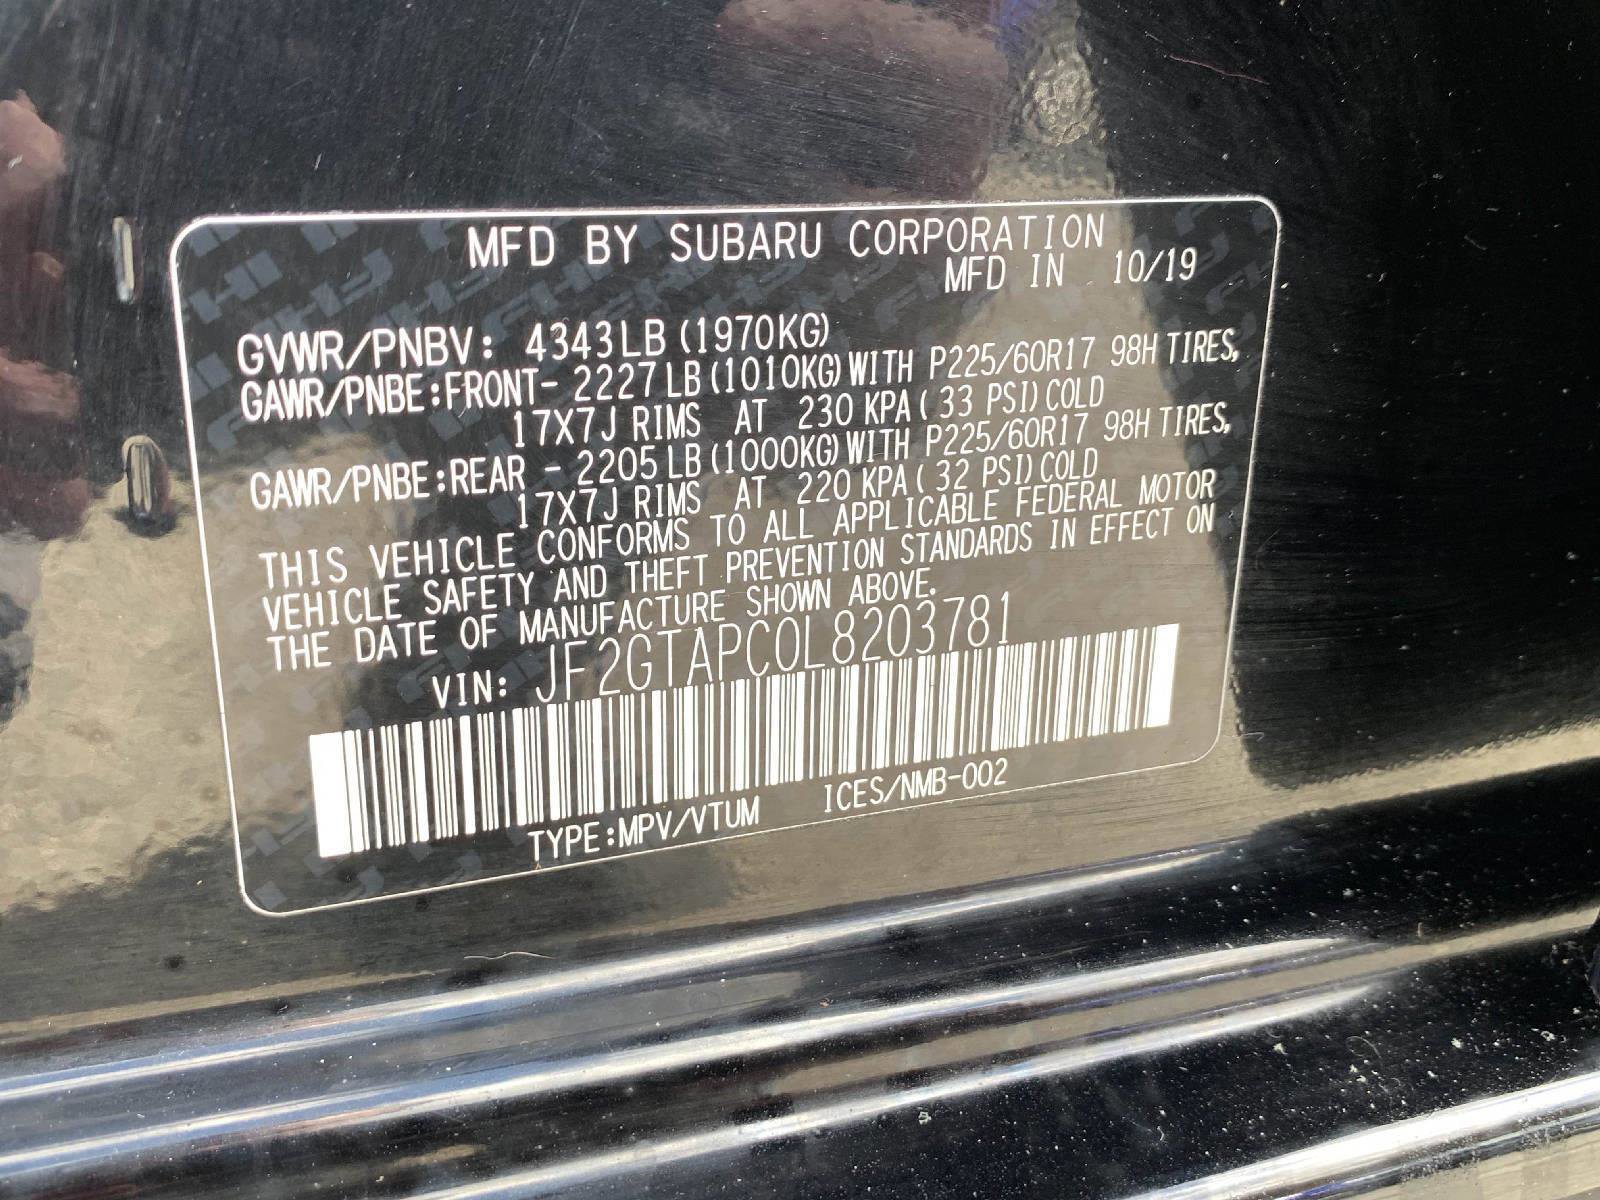 MFD BY SUBARU CORPORATION
MFD IN 10/19
GVWR/PNBV: 4343LB (1970KG)
GAWR/PNBE:FRONT- 2227LB (1010KG) WITH P225/60R17 98H TIRES,
17X7J RIMS AT 230 KPA ( 33 PSI) COLD
GAWR/PNBE:REAR - 2205LB (1000KG) WITH P225/60R17 98H TIRES,
17X7J RIMS AT 220 KPA ( 32 PSI) COLD
THIS VEHICLE CONFORMS TO ALL APPLICABLE FEDERAL MOTOR
VEHICLE SAFETY AND THEFT PREVENTION STANDARDS IN EFFECT ON
THE DATE OF MANUFACTURE SHOWN ABOVE.
VIN: JF2GTAPC0L8203781
TYPE:MPV/VTUM ICES/NMB-002